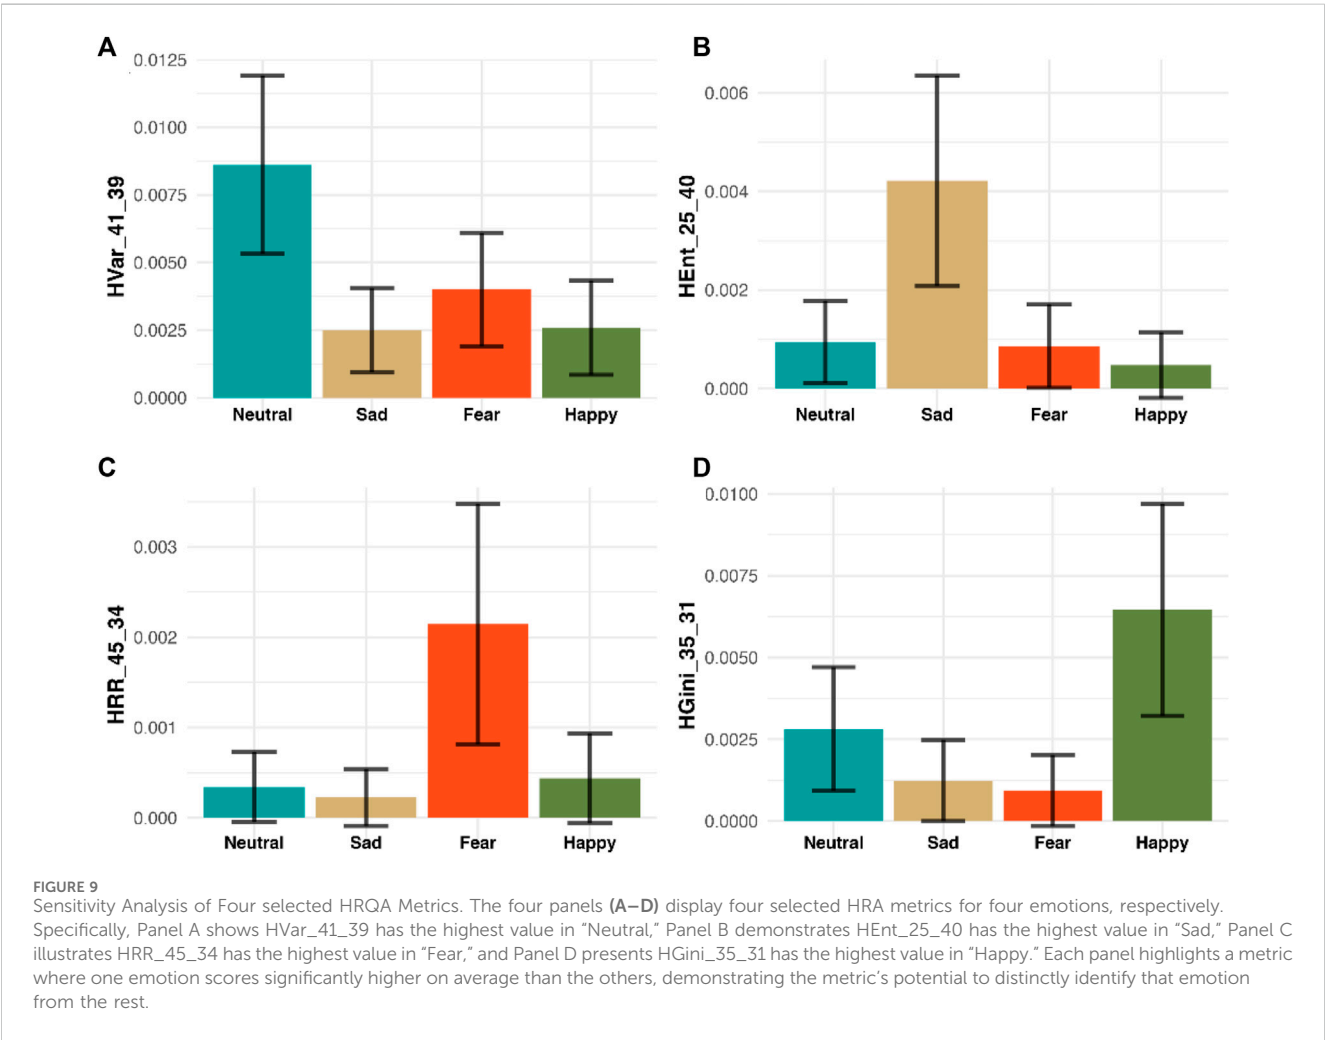 A
0.0125
0.0100
0.0075
0.0050
0.0025
0.0000
HVar_41_39
Neutral Sad Fear Happy
B
0.006
0.004
0.002
0.000
HEnt_25_40
Neutral Sad Fear Happy
C
0.003
0.002
0.001
0.000
HRR_45_34
Neutral Sad Fear Happy
D
0.0100
0.0075
0.0050
0.0025
0.0000
HGini_35_31
Neutral Sad Fear Happy
FIGURE 9
Sensitivity Analysis of Four selected HRQA Metrics. The four panels (A–D) display four selected HRA metrics for four emotions, respectively.
Specifically, Panel A shows HVar_41_39 has the highest value in “Neutral,” Panel B demonstrates HEnt_25_40 has the highest value in “Sad,” Panel C
illustrates HRR_45_34 has the highest value in “Fear,” and Panel D presents HGini_35_31 has the highest value in “Happy.” Each panel highlights a metric
where one emotion scores significantly higher on average than the others, demonstrating the metric’s potential to distinctly identify that emotion
from the rest.